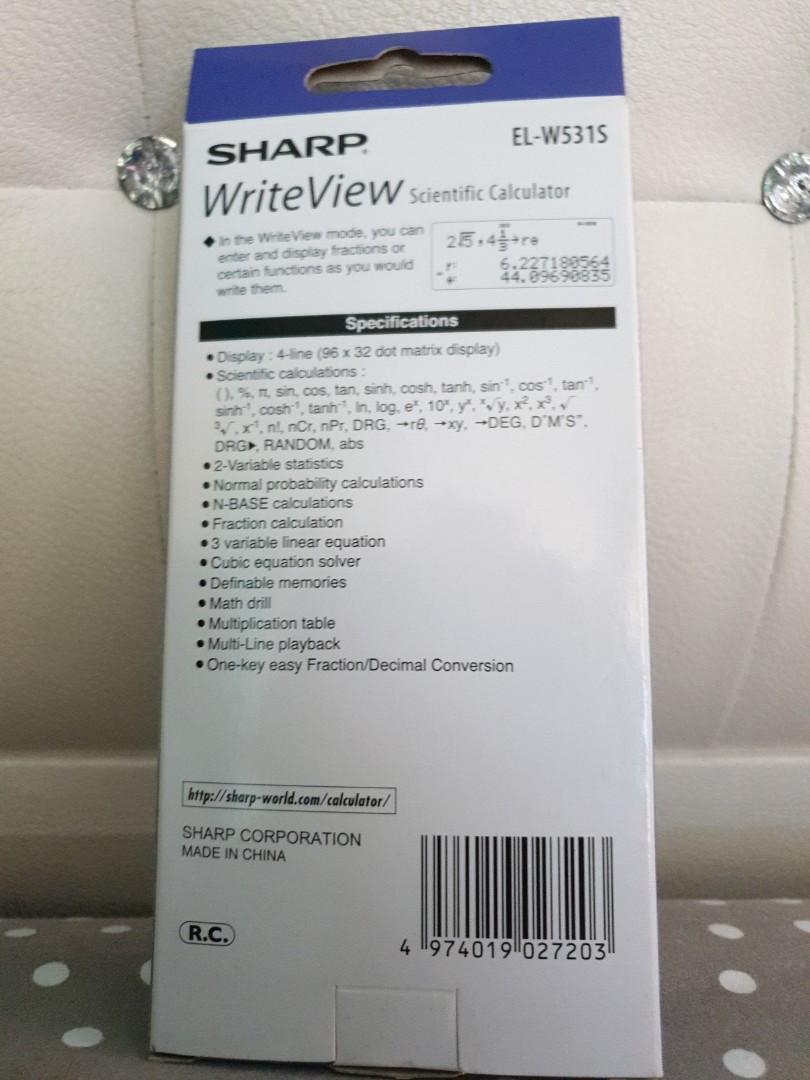 SHARP®
EL-W531S
WriteView Scientific Calculator
◆ In the WriteView mode, you can
enter and display fractions or
certain functions as you would
write them.
2√5,4⅓→rθ
r: 6.227180564
θ: 44.09690835
Specifications
• Display : 4-line (96 x 32 dot matrix display)
• Scientific calculations :
( ), %, π, sin, cos, tan, sinh, cosh, tanh, sin⁻¹, cos⁻¹, tan⁻¹,
sinh⁻¹, cosh⁻¹, tanh⁻¹, ln, log, eˣ, 10ˣ, yˣ, ˣ√y, x², x³, √
³√, x⁻¹, n!, nCr, nPr, DRG, →rθ, →xy, →DEG, D°M'S",
DRG▶, RANDOM, abs
• 2-Variable statistics
• Normal probability calculations
• N-BASE calculations
• Fraction calculation
• 3 variable linear equation
• Cubic equation solver
• Definable memories
• Math drill
• Multiplication table
• Multi-Line playback
• One-key easy Fraction/Decimal Conversion
http://sharp-world.com/calculator/
SHARP CORPORATION
MADE IN CHINA
R.C.
4 974019 027203